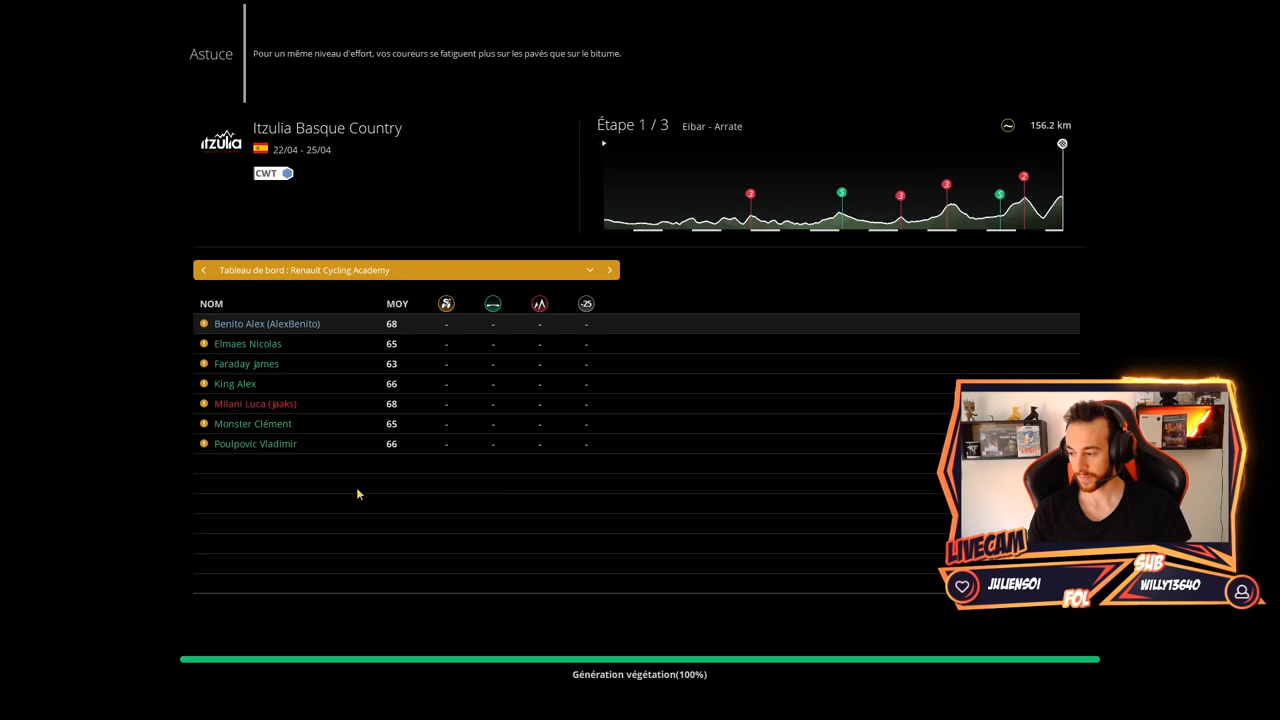 Astuce
Pour un même niveau d'effort, vos coureurs se fatiguent plus sur les pavés que sur le bitume.
itzulia
Itzulia Basque Country
22/04 - 25/04
CWT
Étape 1 / 3 Eibar - Arrate 156.2 km
3 S 3 3 S 2
Tableau de bord : Renault Cycling Academy
NOM MOY -25
Benito Alex (AlexBenito) 68 - - - -
Elmaes Nicolas 65 - - - -
Faraday James 63 - - - -
King Alex 66 - - - -
Milani Luca (Jaaks) 68 - - - -
Monster Clément 65 - - - -
Poulpovic Vladimir 66 - - - -
LIVECAM
JULIENS01
FOL
SUB
WILLY13640
Génération végétation(100%)